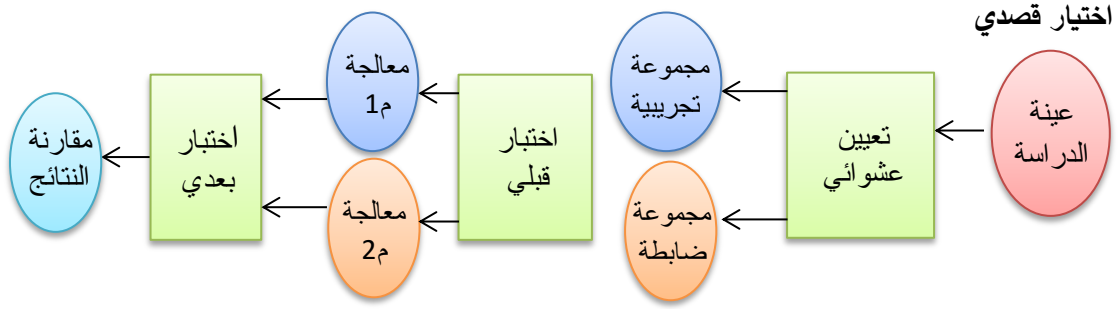 اختيار قصدي
عينة
الدراسة
تعيين
عشوائي
مجموعة
تجريبية
مجموعة
ضابطة
اختبار
قبلي
معالجة
م1
معالجة
م2
اختبار
بعدي
مقارنة
النتائج